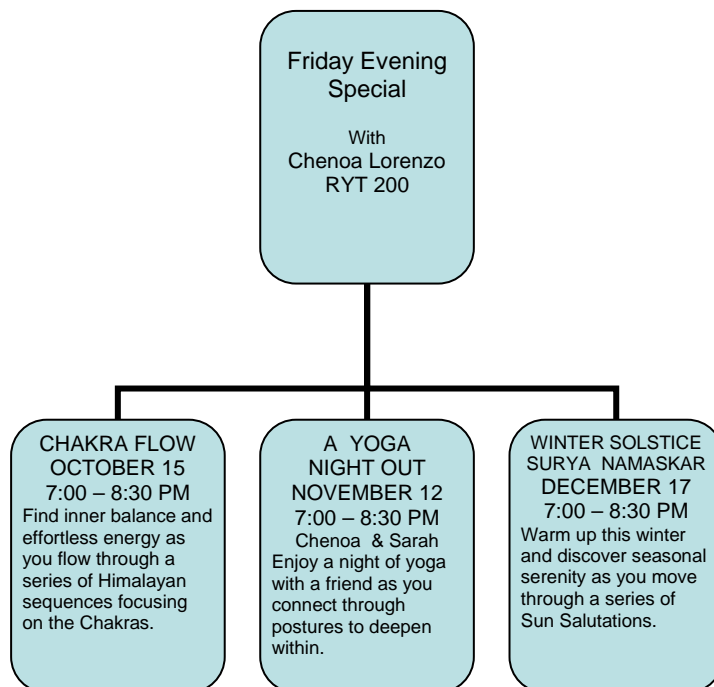 Friday Evening
Special
With
Chenoa Lorenzo
RYT 200
CHAKRA FLOW
OCTOBER 15
7:00 – 8:30 PM
Find inner balance and
effortless energy as
you flow through a
series of Himalayan
sequences focusing
on the Chakras.
A YOGA
NIGHT OUT
NOVEMBER 12
7:00 – 8:30 PM
Chenoa & Sarah
Enjoy a night of yoga
with a friend as you
connect through
postures to deepen
within.
WINTER SOLSTICE
SURYA NAMASKAR
DECEMBER 17
7:00 – 8:30 PM
Warm up this winter
and discover seasonal
serenity as you move
through a series of
Sun Salutations.